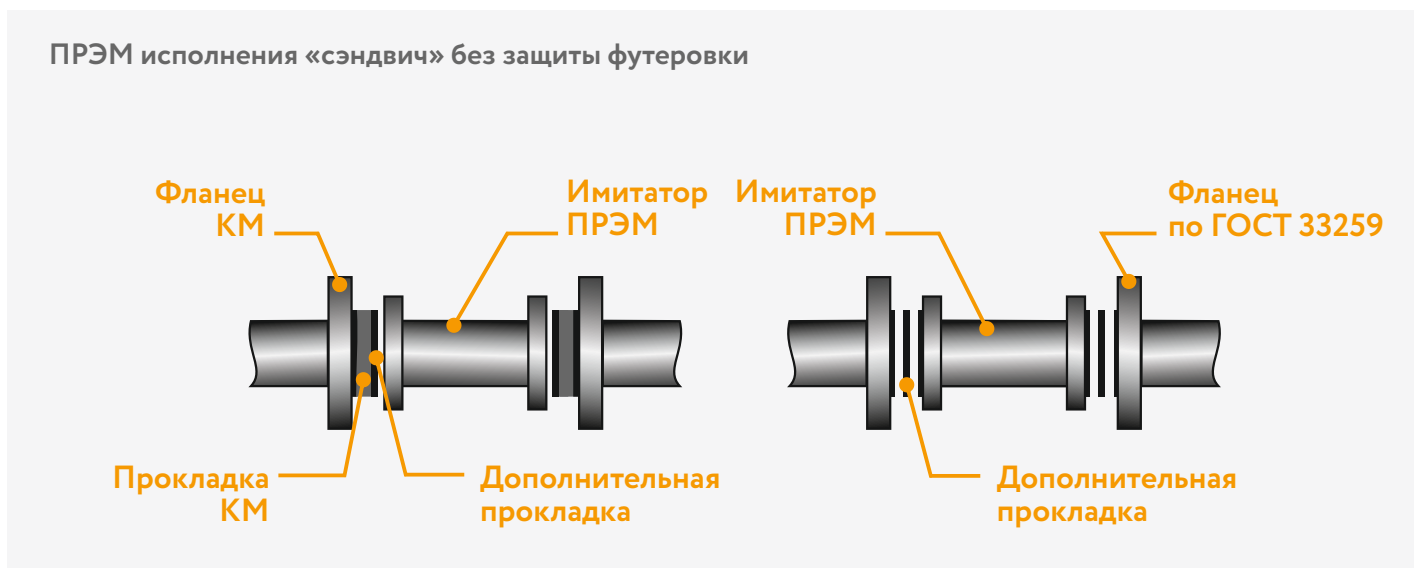 ПРЭМ исполнения «сэндвич» без защиты футеровки
Фланец
КМ
Имитатор
ПРЭМ
Прокладка
КМ
Дополнительная
прокладка
Имитатор
ПРЭМ
Фланец
по ГОСТ 33259
Дополнительная
прокладка